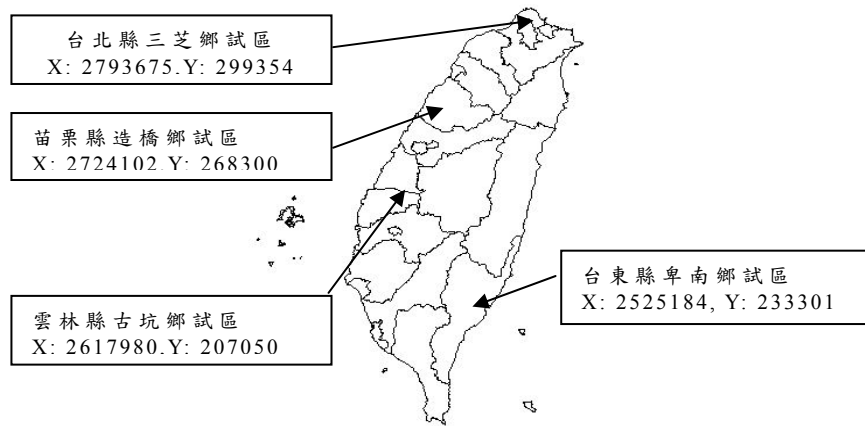 台北縣三芝鄉試區
X: 2793675.Y: 299354
苗栗縣造橋鄉試區
X: 2724102.Y: 268300
台東縣卑南鄉試區
X: 2525184, Y: 233301
雲林縣古坑鄉試區
X: 2617980.Y: 207050